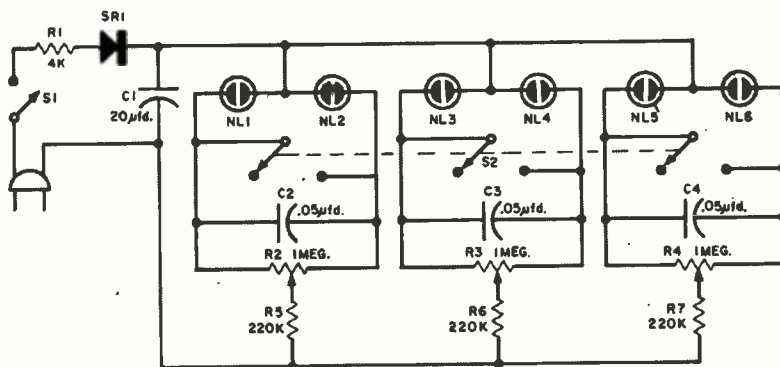 SR1
R1
4K
S1
C1
20µfd.
NL1
NL2
NL3
NL4
NL5
NL6
S2
C2
.05µfd.
C3
.05µfd.
C4
.05µfd.
R2 1MEG.
R3 1MEG.
R4 1MEG.
R5
220K
R6
220K
R7
220K